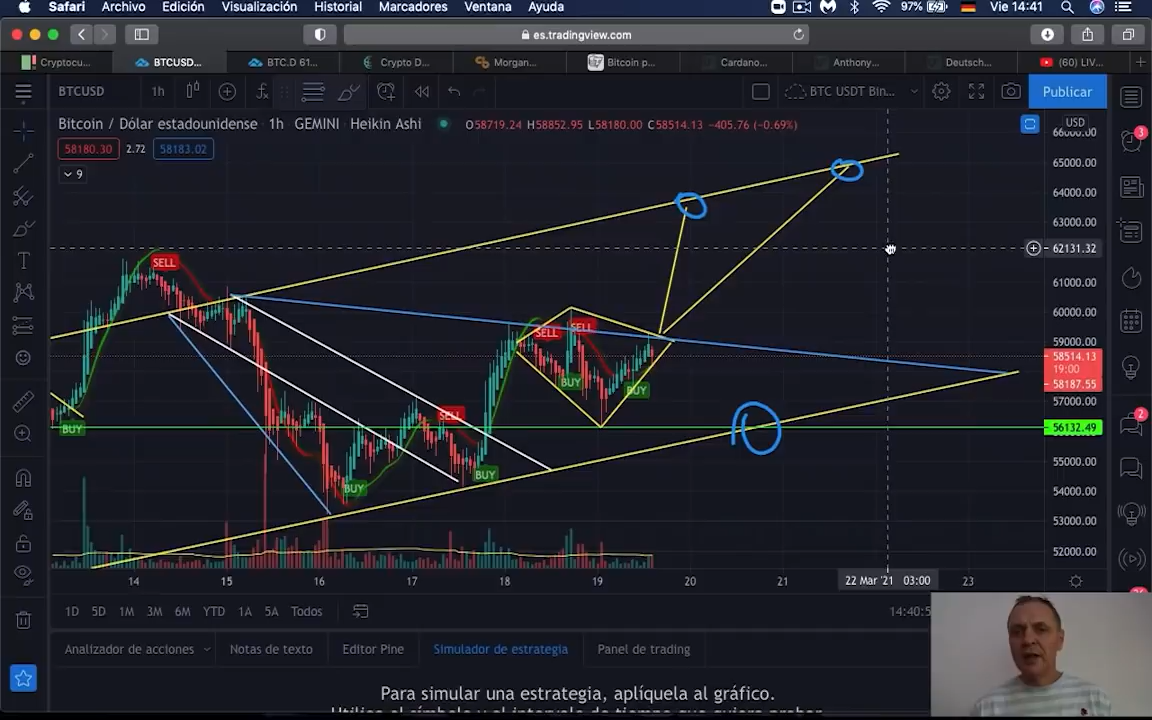 Safari Archivo Edición Visualización Historial Marcadores Ventana Ayuda 97% Vie 14:41
es.tradingview.com
Cryptocu... BTCUSD... BTC.D 61... Crypto D... Morgan... Bitcoin p... Cardano... Anthony... Deutsch... (60) LIV...
BTCUSD 1h BTC USDT Bin... Publicar
Bitcoin / Dólar estadounidense 1h GEMINI Heikin Ashi O58719.24 H58852.95 L58180.00 C58514.13 −405.76 (−0.69%) USD
58180.30 2.72 58183.02
9
66000.00
65000.00
64000.00
63000.00
62131.32
61000.00
60000.00
59000.00
58514.13
19:00
58187.55
57000.00
56132.49
55000.00
54000.00
53000.00
52000.00
3
2
SELL
SELL
SELL
SELL
BUY
BUY
BUY
BUY
BUY
14 15 16 17 18 19 20 21 22 Mar '21 03:00 23
1D 5D 1M 3M 6M YTD 1A 5A Todos 14:40:5
Analizador de acciones Notas de texto Editor Pine Simulador de estrategia Panel de trading
Para simular una estrategia, aplíquela al gráfico.